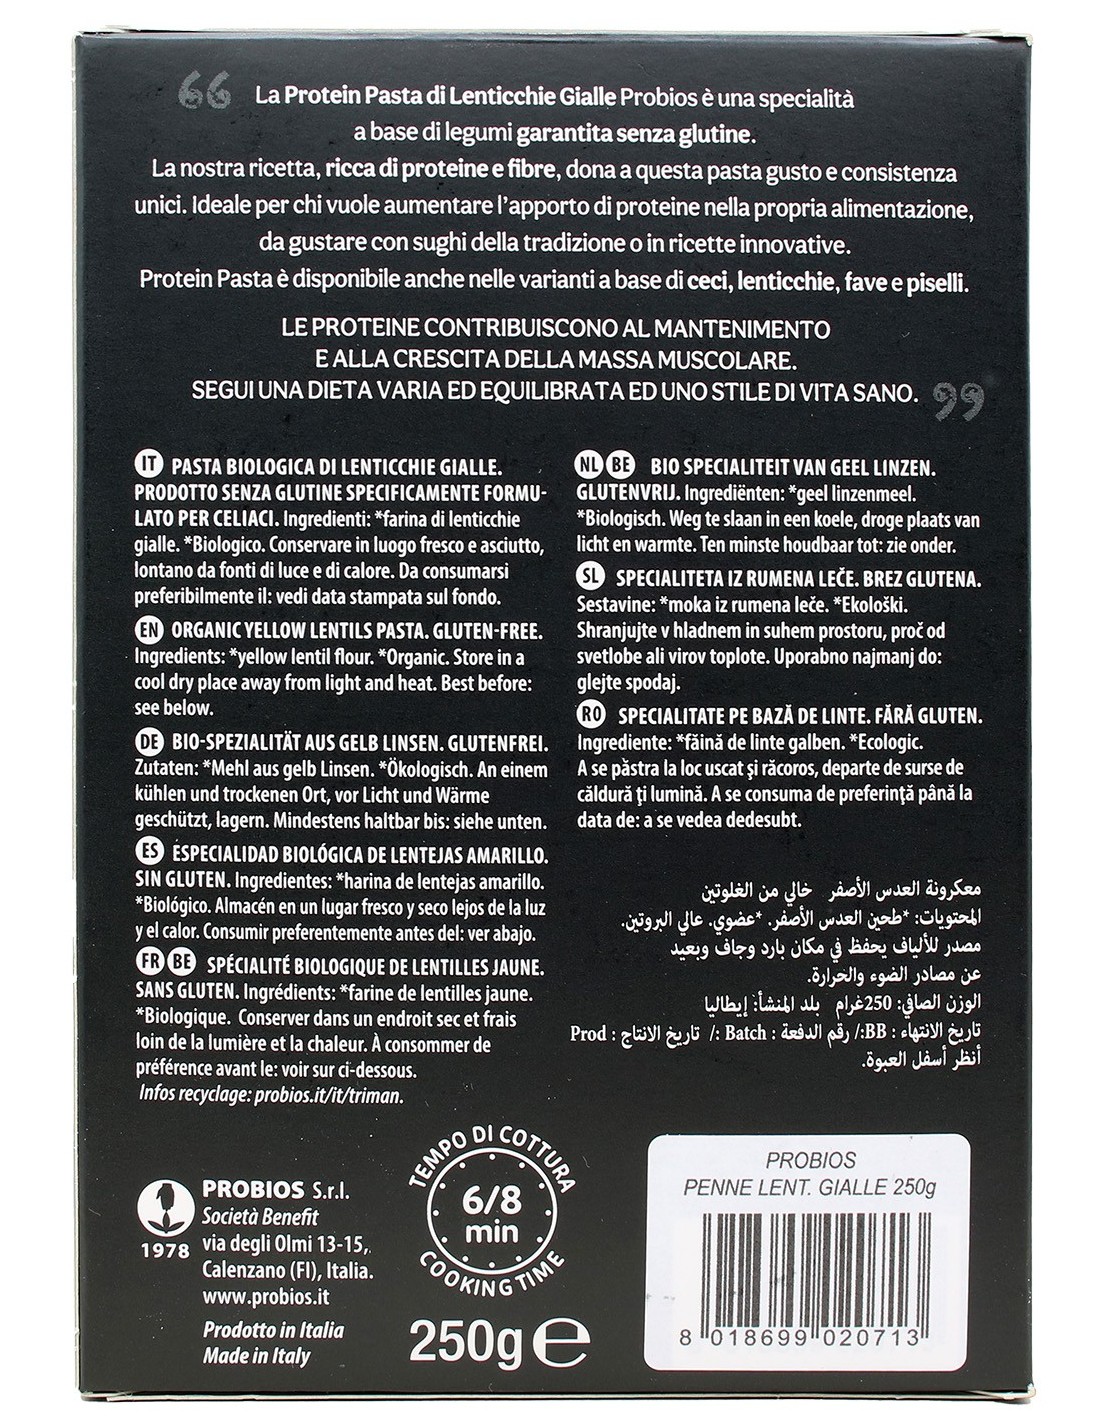 “ La Protein Pasta di Lenticchie Gialle Probios è una specialità
a base di legumi garantita senza glutine.
La nostra ricetta, ricca di proteine e fibre, dona a questa pasta gusto e consistenza
unici. Ideale per chi vuole aumentare l’apporto di proteine nella propria alimentazione,
da gustare con sughi della tradizione o in ricette innovative.
Protein Pasta è disponibile anche nelle varianti a base di ceci, lenticchie, fave e piselli.
LE PROTEINE CONTRIBUISCONO AL MANTENIMENTO
E ALLA CRESCITA DELLA MASSA MUSCOLARE.
SEGUI UNA DIETA VARIA ED EQUILIBRATA ED UNO STILE DI VITA SANO. ”
IT PASTA BIOLOGICA DI LENTICCHIE GIALLE.
PRODOTTO SENZA GLUTINE SPECIFICAMENTE FORMU-
LATO PER CELIACI. Ingredienti: *farina di lenticchie
gialle. *Biologico. Conservare in luogo fresco e asciutto,
lontano da fonti di luce e di calore. Da consumarsi
preferibilmente il: vedi data stampata sul fondo.
EN ORGANIC YELLOW LENTILS PASTA. GLUTEN-FREE.
Ingredients: *yellow lentil flour. *Organic. Store in a
cool dry place away from light and heat. Best before:
see below.
DE BIO-SPEZIALITÄT AUS GELB LINSEN. GLUTENFREI.
Zutaten: *Mehl aus gelb Linsen. *Ökologisch. An einem
kühlen und trockenen Ort, vor Licht und Wärme
geschützt, lagern. Mindestens haltbar bis: siehe unten.
ES ESPECIALIDAD BIOLÓGICA DE LENTEJAS AMARILLO.
SIN GLUTEN. Ingredientes: *harina de lentejas amarillo.
*Biológico. Almacén en un lugar fresco y seco lejos de la luz
y el calor. Consumir preferentemente antes del: ver abajo.
FR BE SPÉCIALITÉ BIOLOGIQUE DE LENTILLES JAUNE.
SANS GLUTEN. Ingrédients: *farine de lentilles jaune.
*Biologique. Conserver dans un endroit sec et frais
loin de la lumière et la chaleur. À consommer de
préférence avant le: voir sur ci-dessous.
Infos recyclage: probios.it/it/triman.
NL BE BIO SPECIALITEIT VAN GEEL LINZEN.
GLUTENVRIJ. Ingrediënten: *geel linzenmeel.
*Biologisch. Weg te slaan in een koele, droge plaats van
licht en warmte. Ten minste houdbaar tot: zie onder.
SL SPECIALITETA IZ RUMENA LEČE. BREZ GLUTENA.
Sestavine: *moka iz rumena leče. *Ekološki.
Shranjujte v hladnem in suhem prostoru, proč od
svetlobe ali virov toplote. Uporabno najmanj do:
glejte spodaj.
RO SPECIALITATE PE BAZĂ DE LINTE. FĂRĂ GLUTEN.
Ingrediente: *făină de linte galben. *Ecologic.
A se păstra la loc uscat şi răcoros, departe de surse de
căldură ţi lumină. A se consuma de preferinţă până la
data de: a se vedea dedesubt.
معكرونة العدس الأصفر خالي من الغلوتين
المحتويات: *طحين العدس الأصفر. *عضوي. عالي البروتين.
مصدر للألياف يحفظ في مكان بارد وجاف وبعيد
عن مصادر الضوء والحرارة.
الوزن الصافي: 250غرام بلد المنشأ: إيطاليا
تاريخ الانتهاء : BB:/ رقم الدفعة : Batch :/ تاريخ الانتاج : Prod
أنظر أسفل العبوة.
1978
PROBIOS S.r.l.
Società Benefit
via degli Olmi 13-15,
Calenzano (FI), Italia.
www.probios.it
Prodotto in Italia
Made in Italy
TEMPO DI COTTURA
6/8
min
COOKING TIME
250g e
PROBIOS
PENNE LENT. GIALLE 250g
8 018699 020713